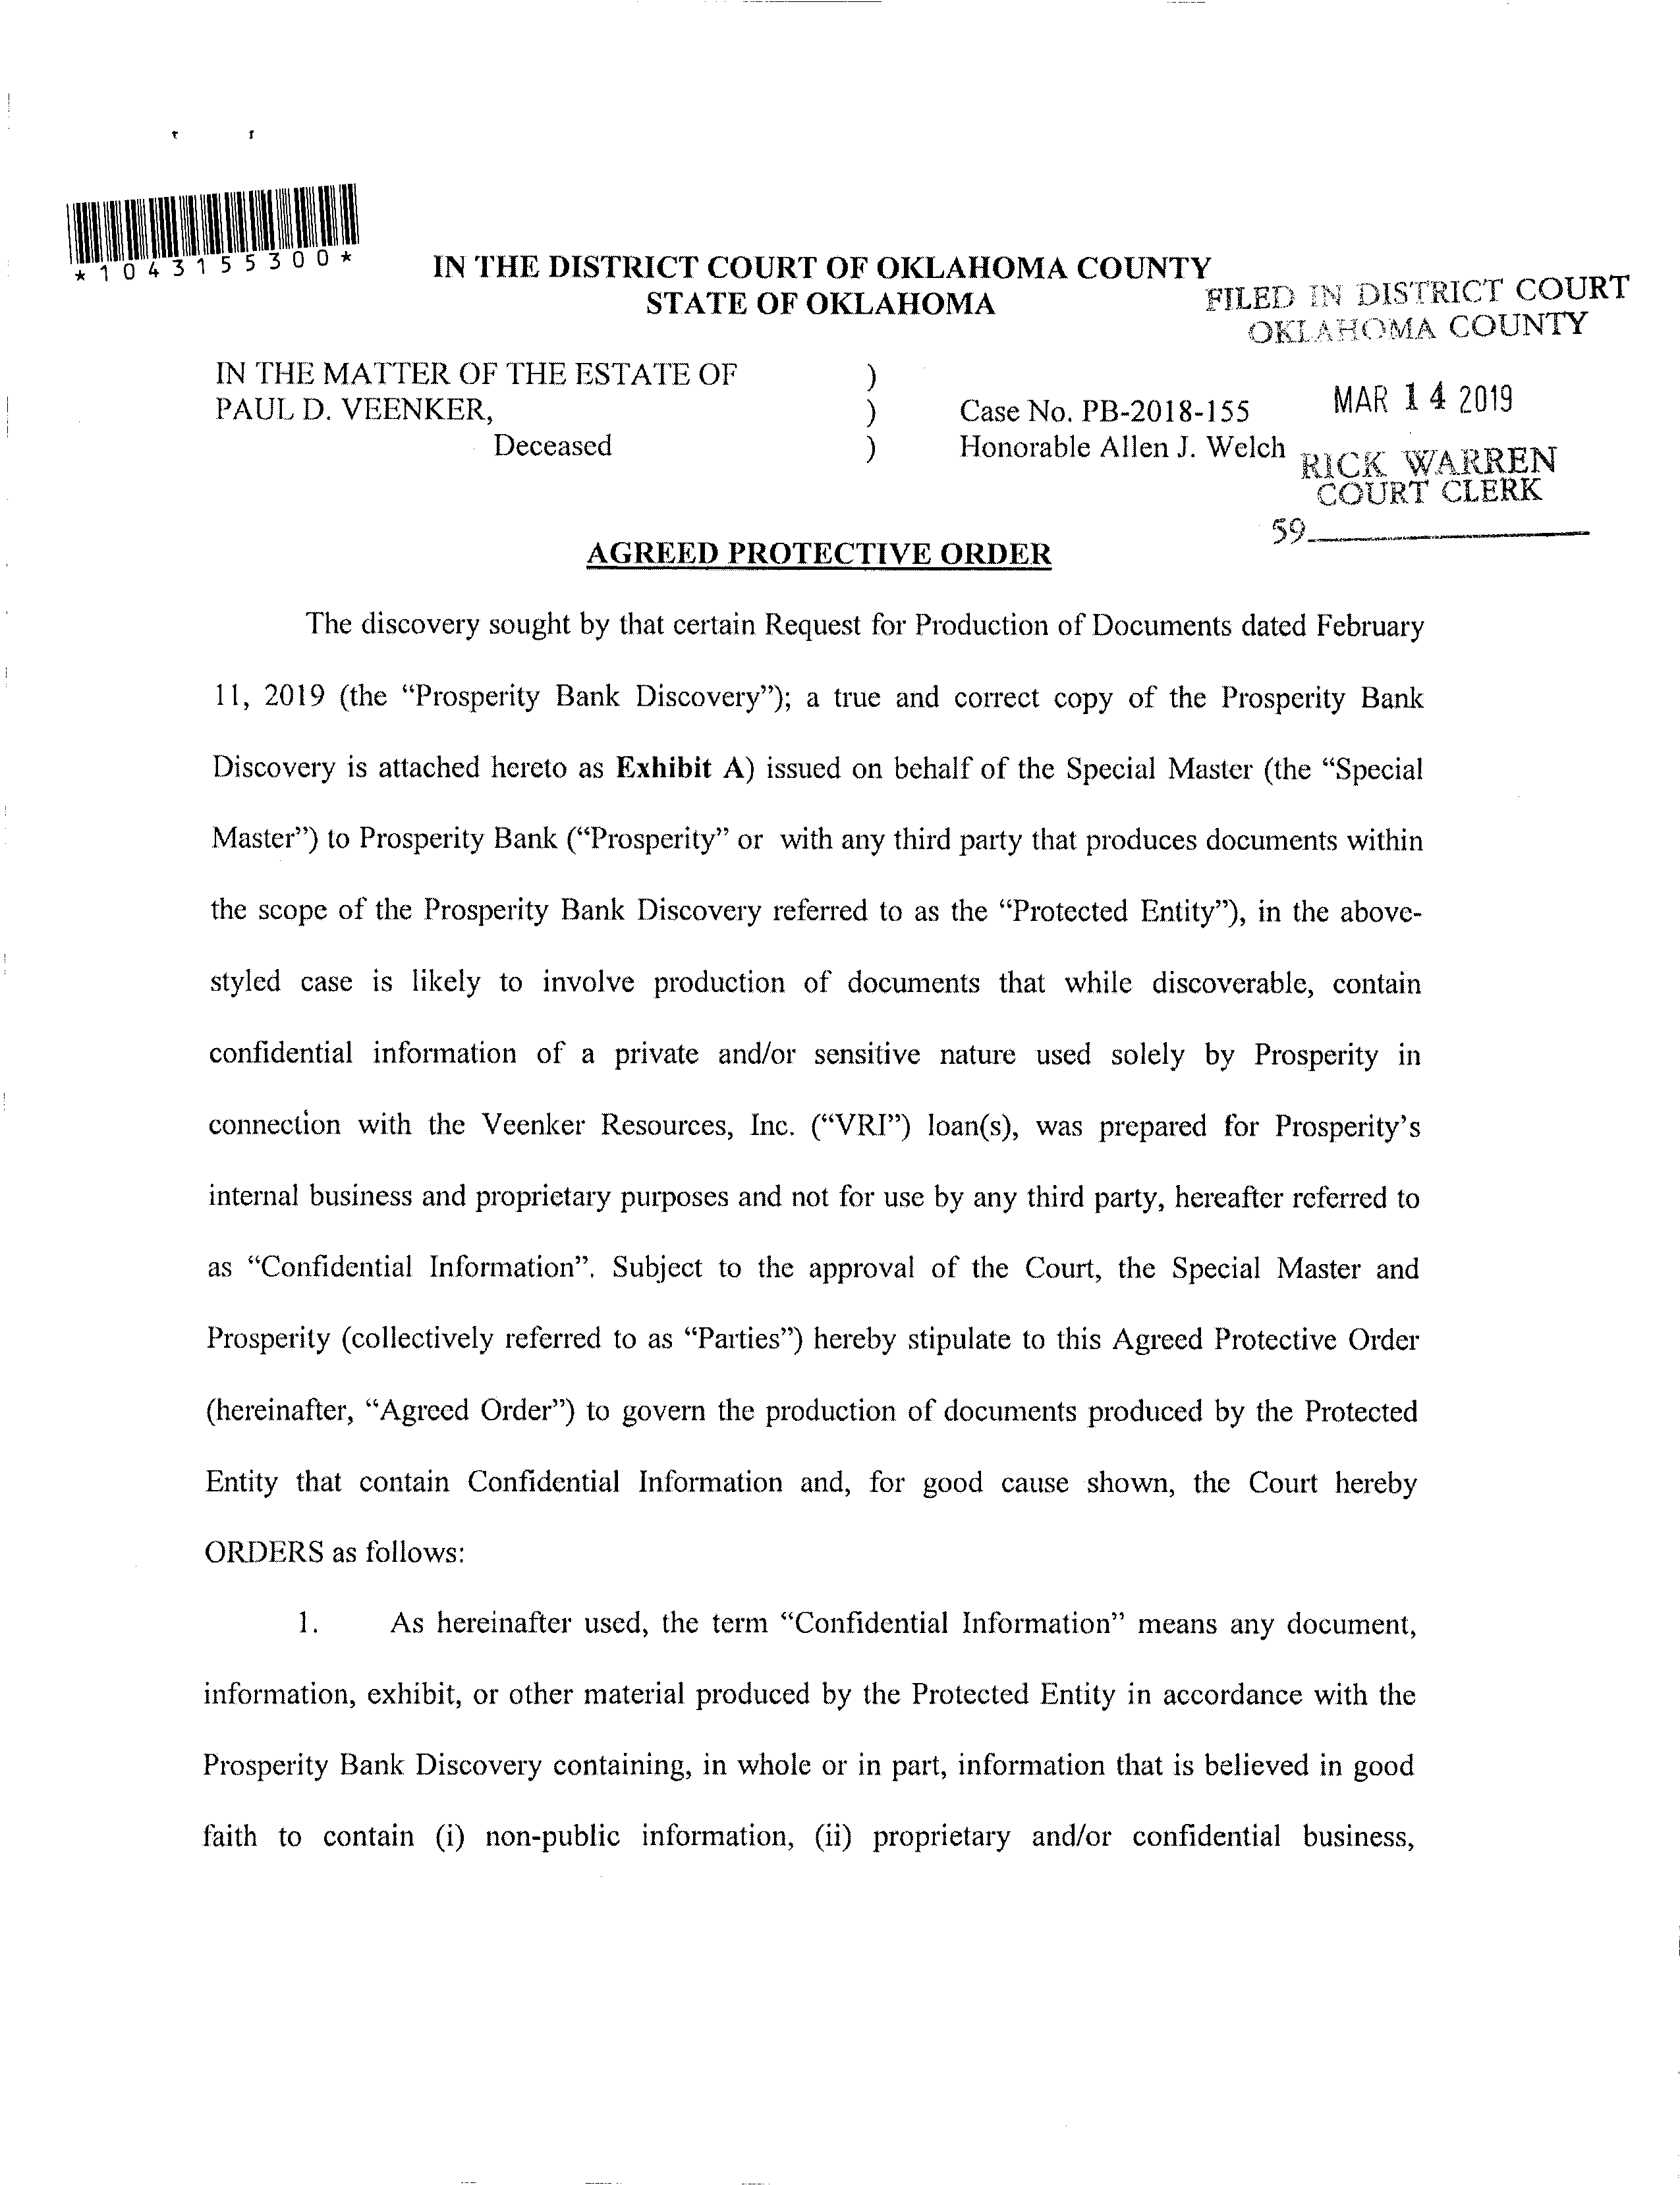 *1043155300*
IN THE DISTRICT COURT OF OKLAHOMA COUNTY
STATE OF OKLAHOMA
FILED IN DISTRICT COURT
OKLAHOMA COUNTY
IN THE MATTER OF THE ESTATE OF )
PAUL D. VEENKER, ) Case No. PB-2018-155
Deceased ) Honorable Allen J. Welch
MAR 14 2019
RICK WARREN
COURT CLERK
59
AGREED PROTECTIVE ORDER
The discovery sought by that certain Request for Production of Documents dated February
11, 2019 (the “Prosperity Bank Discovery”); a true and correct copy of the Prosperity Bank
Discovery is attached hereto as Exhibit A) issued on behalf of the Special Master (the “Special
Master”) to Prosperity Bank (“Prosperity” or with any third party that produces documents within
the scope of the Prosperity Bank Discovery referred to as the “Protected Entity”), in the above-
styled case is likely to involve production of documents that while discoverable, contain
confidential information of a private and/or sensitive nature used solely by Prosperity in
connection with the Veenker Resources, Inc. (“VRI”) loan(s), was prepared for Prosperity’s
internal business and proprietary purposes and not for use by any third party, hereafter referred to
as “Confidential Information”. Subject to the approval of the Court, the Special Master and
Prosperity (collectively referred to as “Parties”) hereby stipulate to this Agreed Protective Order
(hereinafter, “Agreed Order”) to govern the production of documents produced by the Protected
Entity that contain Confidential Information and, for good cause shown, the Court hereby
ORDERS as follows:
1. As hereinafter used, the term “Confidential Information” means any document,
information, exhibit, or other material produced by the Protected Entity in accordance with the
Prosperity Bank Discovery containing, in whole or in part, information that is believed in good
faith to contain (i) non-public information, (ii) proprietary and/or confidential business,